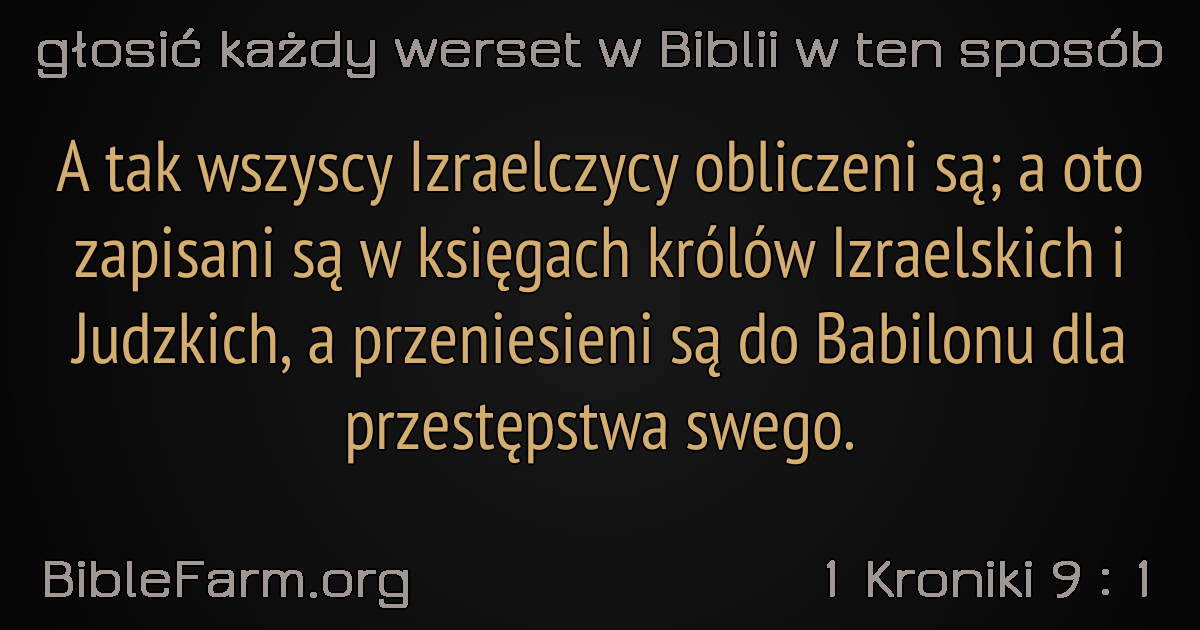 głosić każdy werset w Biblii w ten sposób
A tak wszyscy Izraelczycy obliczeni są; a oto
zapisani są w księgach królów Izraelskich i
Judzkich, a przeniesieni są do Babilonu dla
przestępstwa swego.
BibleFarm.org
1 Kroniki 9 : 1